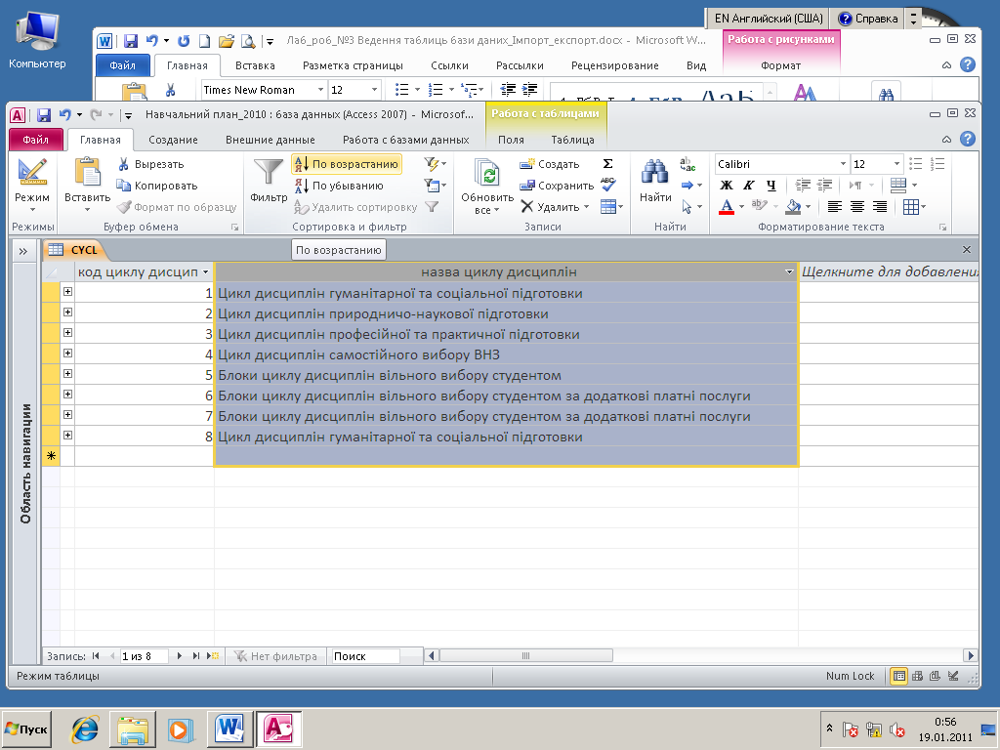 EN Английский (США) Справка
Компьютер
Лаб_роб_№3 Ведення таблиць бази даних_Імпорт_експорт.docx - Microsoft W...
Работа с рисунками
Файл Главная Вставка Разметка страницы Ссылки Рассылки Рецензирование Вид Формат
Times New Roman 12
Навчальний план_2010 : база данных (Access 2007) - Microsof...
Работа с таблицами
Файл Главная Создание Внешние данные Работа с базами данных Поля Таблица
Режим
Режимы
Вставить
Вырезать
Копировать
Формат по образцу
Буфер обмена
Фильтр
По возрастанию
По убыванию
Удалить сортировку
Сортировка и фильтр
Обновить все
Создать
Сохранить
Удалить
Записи
Найти
Найти
Calibri 12
Ж К Ч
Форматирование текста
CYCL
По возрастанию
код циклу дисцип назва циклу дисциплін Щелкните для добавления
1 Цикл дисциплін гуманітарної та соціальної підготовки
2 Цикл дисциплін природничо-наукової підготовки
3 Цикл дисциплін професійної та практичної підготовки
4 Цикл дисциплін самостійного вибору ВНЗ
5 Блоки циклу дисциплін вільного вибору студентом
6 Блоки циклу дисциплін вільного вибору студентом за додаткові платні послуги
7 Блоки циклу дисциплін вільного вибору студентом за додаткові платні послуги
8 Цикл дисциплін гуманітарної та соціальної підготовки
Область навигации
Запись: 1 из 8 Нет фильтра Поиск
Режим таблицы Num Lock
Пуск
0:56
19.01.2011